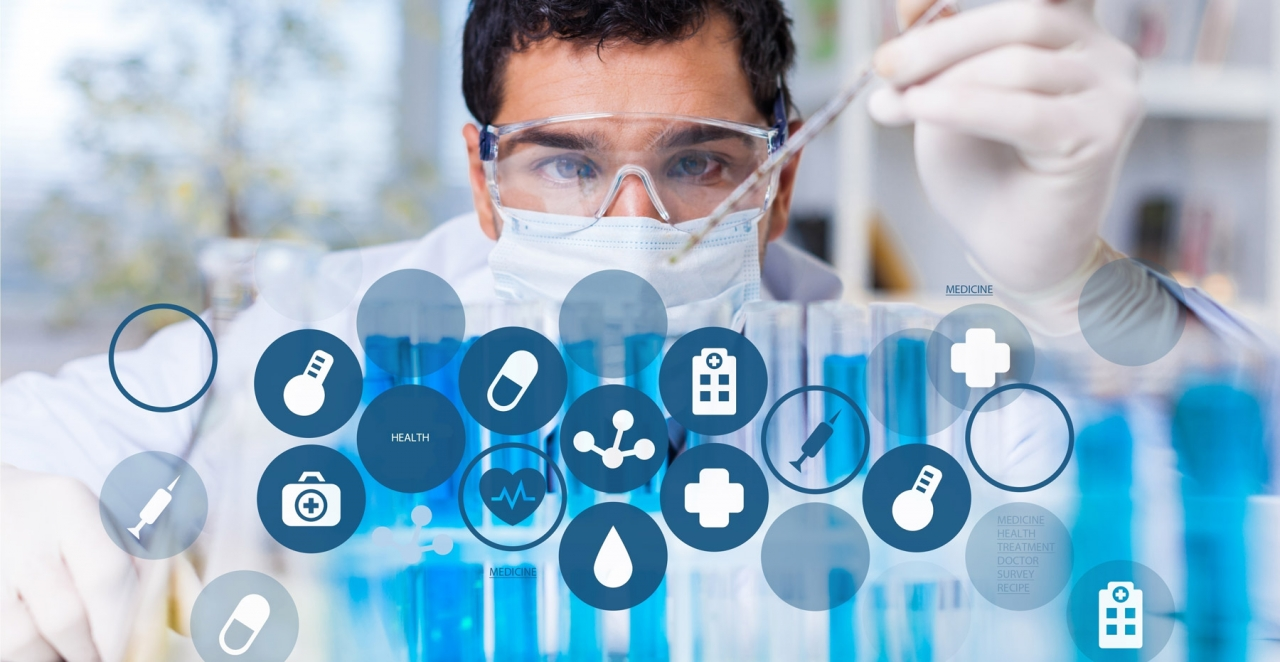 MEDICINE
HEALTH
MEDICINE
MEDICINE
HEALTH
TREATMENT
DOCTOR
SURVEY
RECIPE